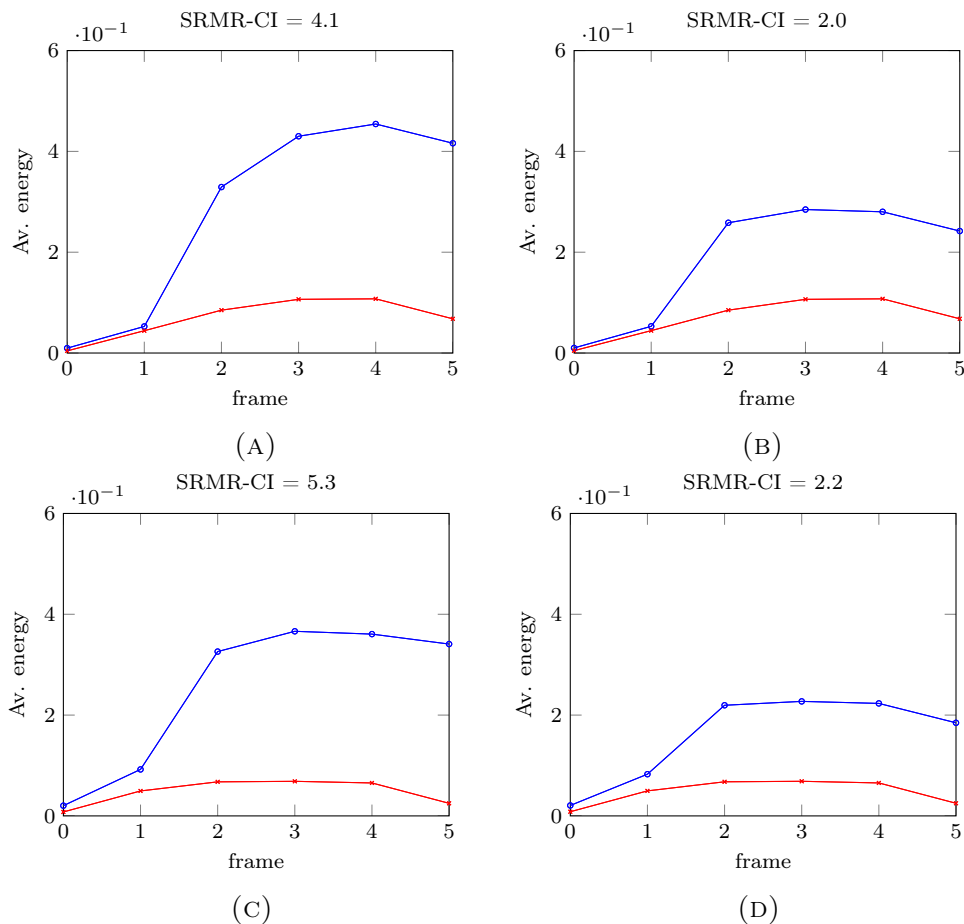 SRMR-CI = 4.1
·10⁻¹
6
4
2
0
Av. energy
0 1 2 3 4 5
frame
(A)
SRMR-CI = 2.0
·10⁻¹
6
4
2
0
Av. energy
0 1 2 3 4 5
frame
(B)
SRMR-CI = 5.3
·10⁻¹
6
4
2
0
Av. energy
0 1 2 3 4 5
frame
(C)
SRMR-CI = 2.2
·10⁻¹
6
4
2
0
Av. energy
0 1 2 3 4 5
frame
(D)